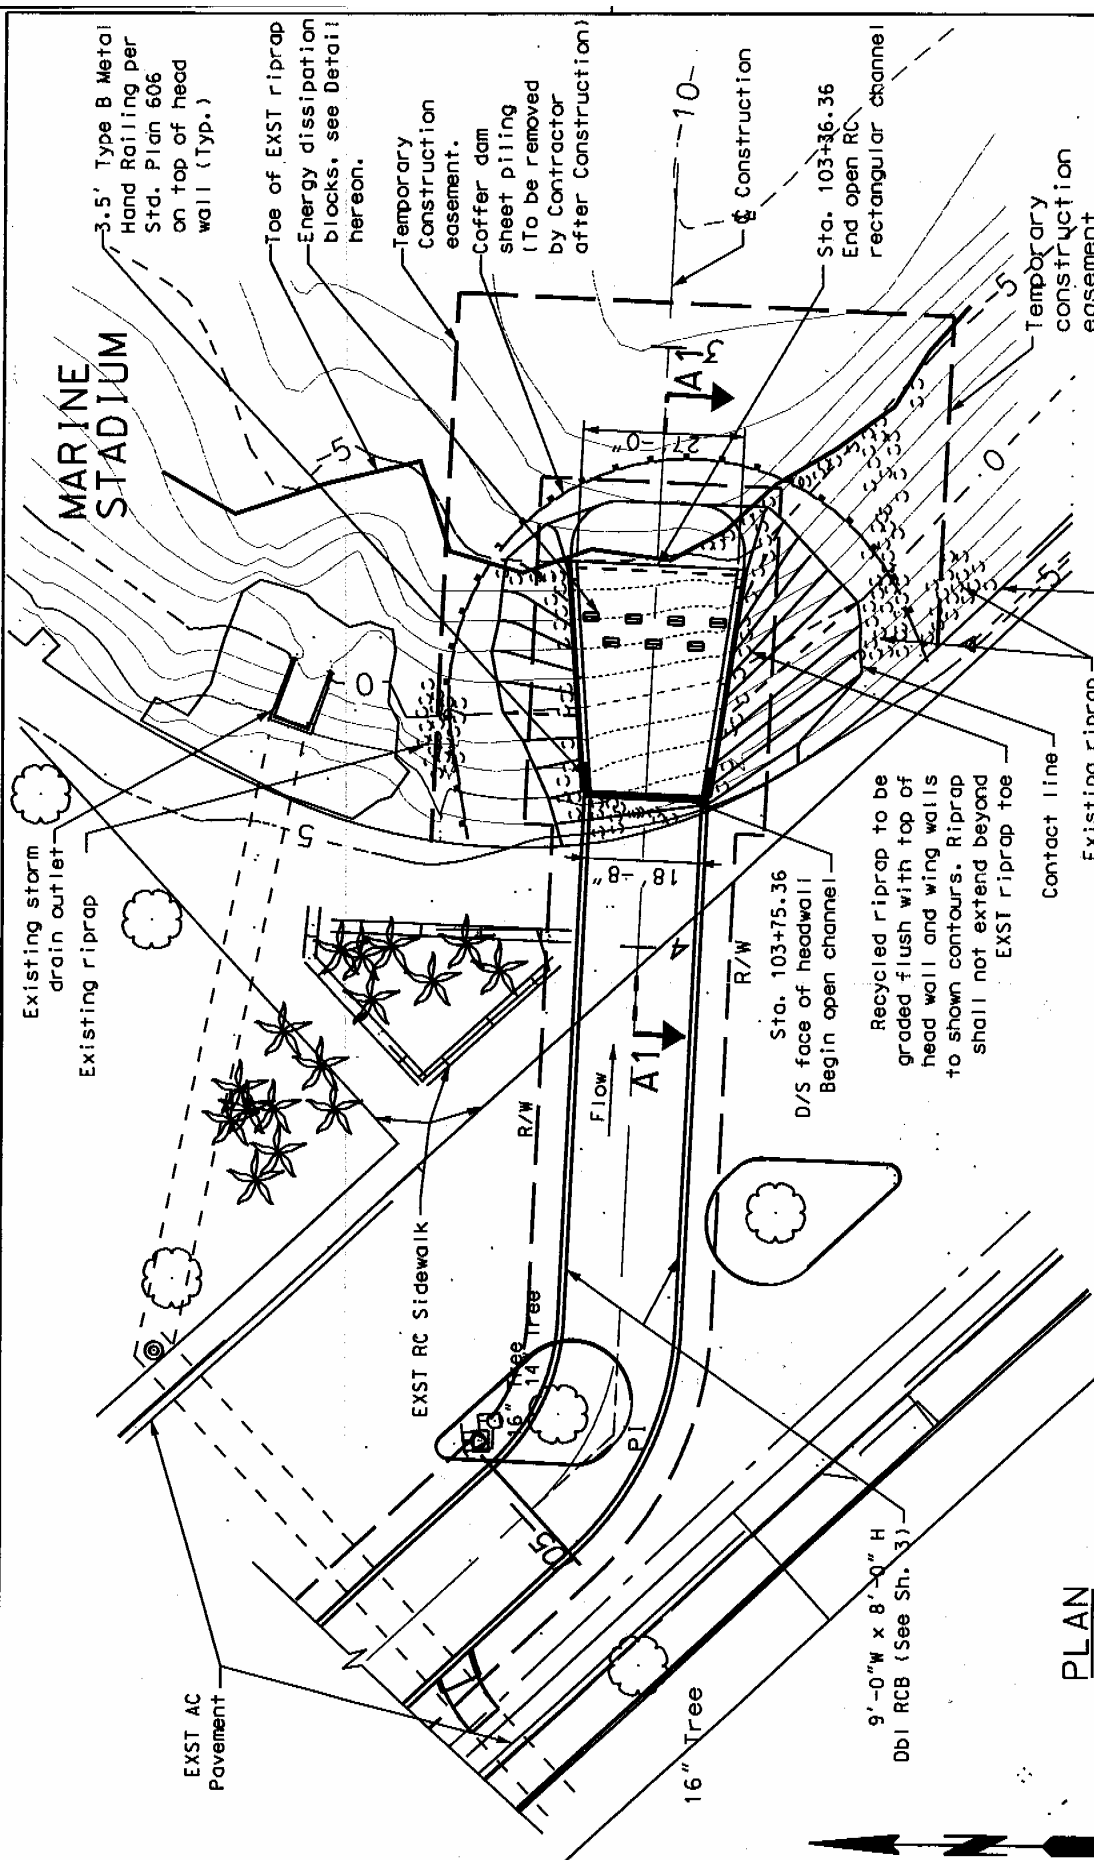 MARINE
STADIUM
3.5' Type B Metal
Hand Railing per
Std. Plan 606
on top of head
wall (Typ.)
Toe of EXST riprap
Energy dissipation
blocks, see Detail
hereon.
Temporary
Construction
easement.
Coffer dam
sheet piling
(To be removed
by Contractor
after Construction)
-10-
℄ Construction
Sta. 103+36.36
End open RC
rectangular channel
Temporary
construction
easement
Existing storm
drain outlet
Existing riprap
-5
0
5
-5
0
-5
27'-0"
18'-8"
A1
3
4
A1
R/W
R/W
Flow
Sta. 103+75.36
D/S face of headwall
Begin open channel
Recycled riprap to be
graded flush with top of
head wall and wing walls
to shown contours. Riprap
shall not extend beyond
EXST riprap toe
Contact line
Existing riprap
EXST RC Sidewalk
16" Tree
14" Tree
PI
05
EXST AC
Pavement
9'-0"W x 8'-0" H
Dbl RCB (See Sh. 3)
16" Tree
PLAN
N